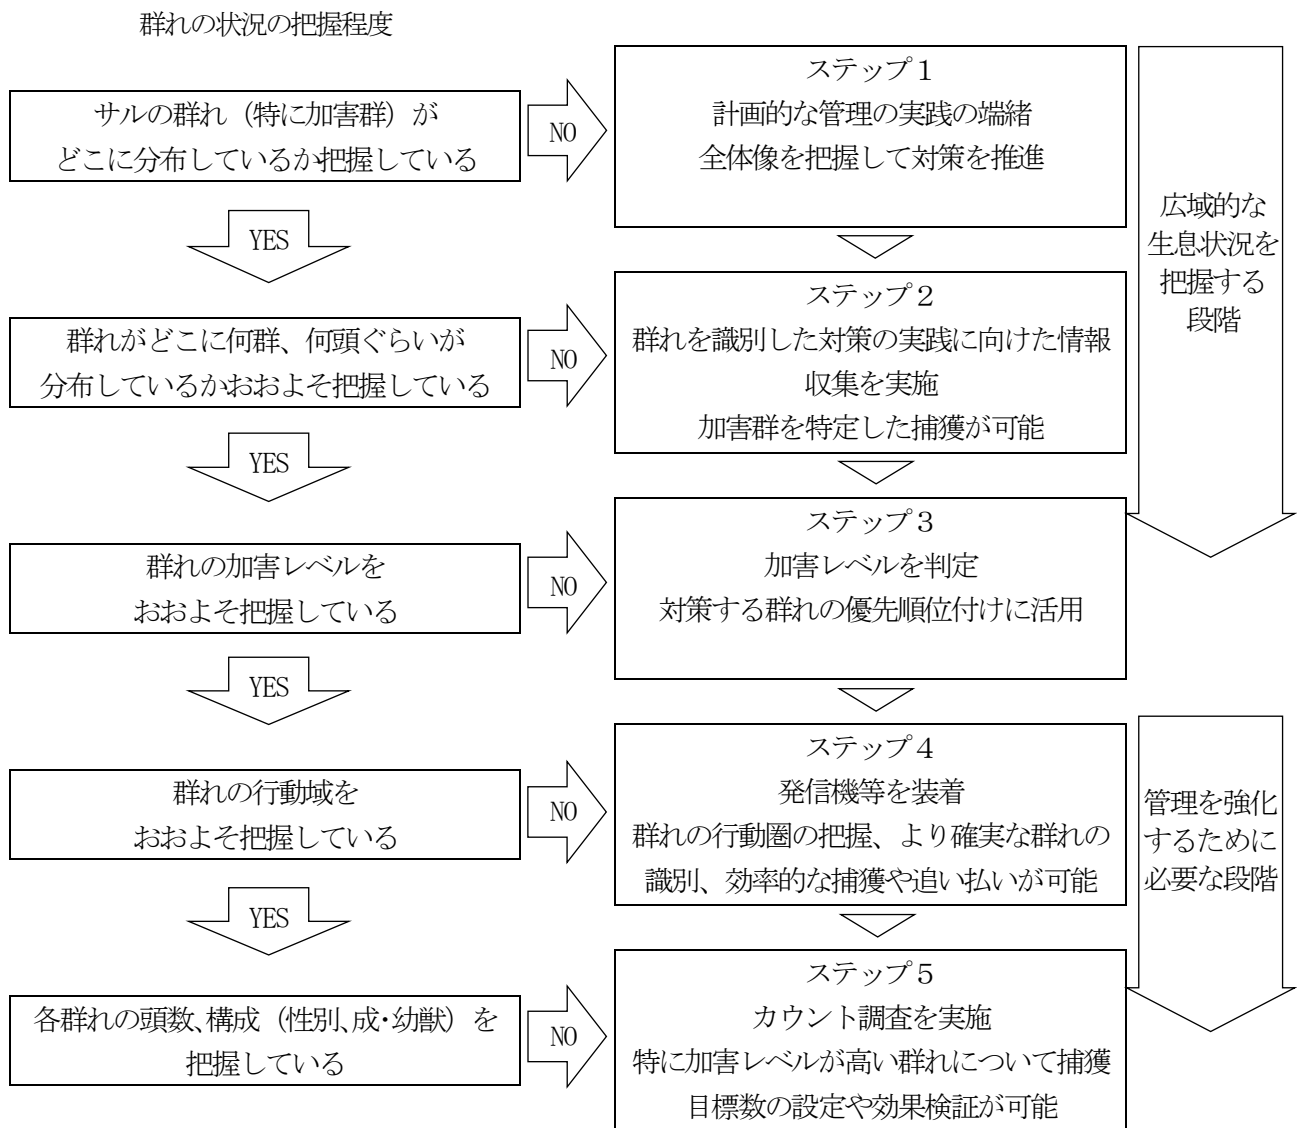 群れの状況の把握程度
サルの群れ（特に加害群）が
どこに分布しているか把握している
NO
ステップ１
計画的な管理の実践の端緒
全体像を把握して対策を推進
YES
群れがどこに何群、何頭ぐらいが
分布しているかおおよそ把握している
NO
ステップ２
群れを識別した対策の実践に向けた情報
収集を実施
加害群を特定した捕獲が可能
YES
群れの加害レベルを
おおよそ把握している
NO
ステップ３
加害レベルを判定
対策する群れの優先順位付けに活用
広域的な
生息状況を
把握する
段階
YES
群れの行動域を
おおよそ把握している
NO
ステップ４
発信機等を装着
群れの行動圏の把握、より確実な群れの
識別、効率的な捕獲や追い払いが可能
YES
各群れの頭数、構成（性別、成・幼獣）を
把握している
NO
ステップ５
カウント調査を実施
特に加害レベルが高い群れについて捕獲
目標数の設定や効果検証が可能
管理を強化
するために
必要な段階